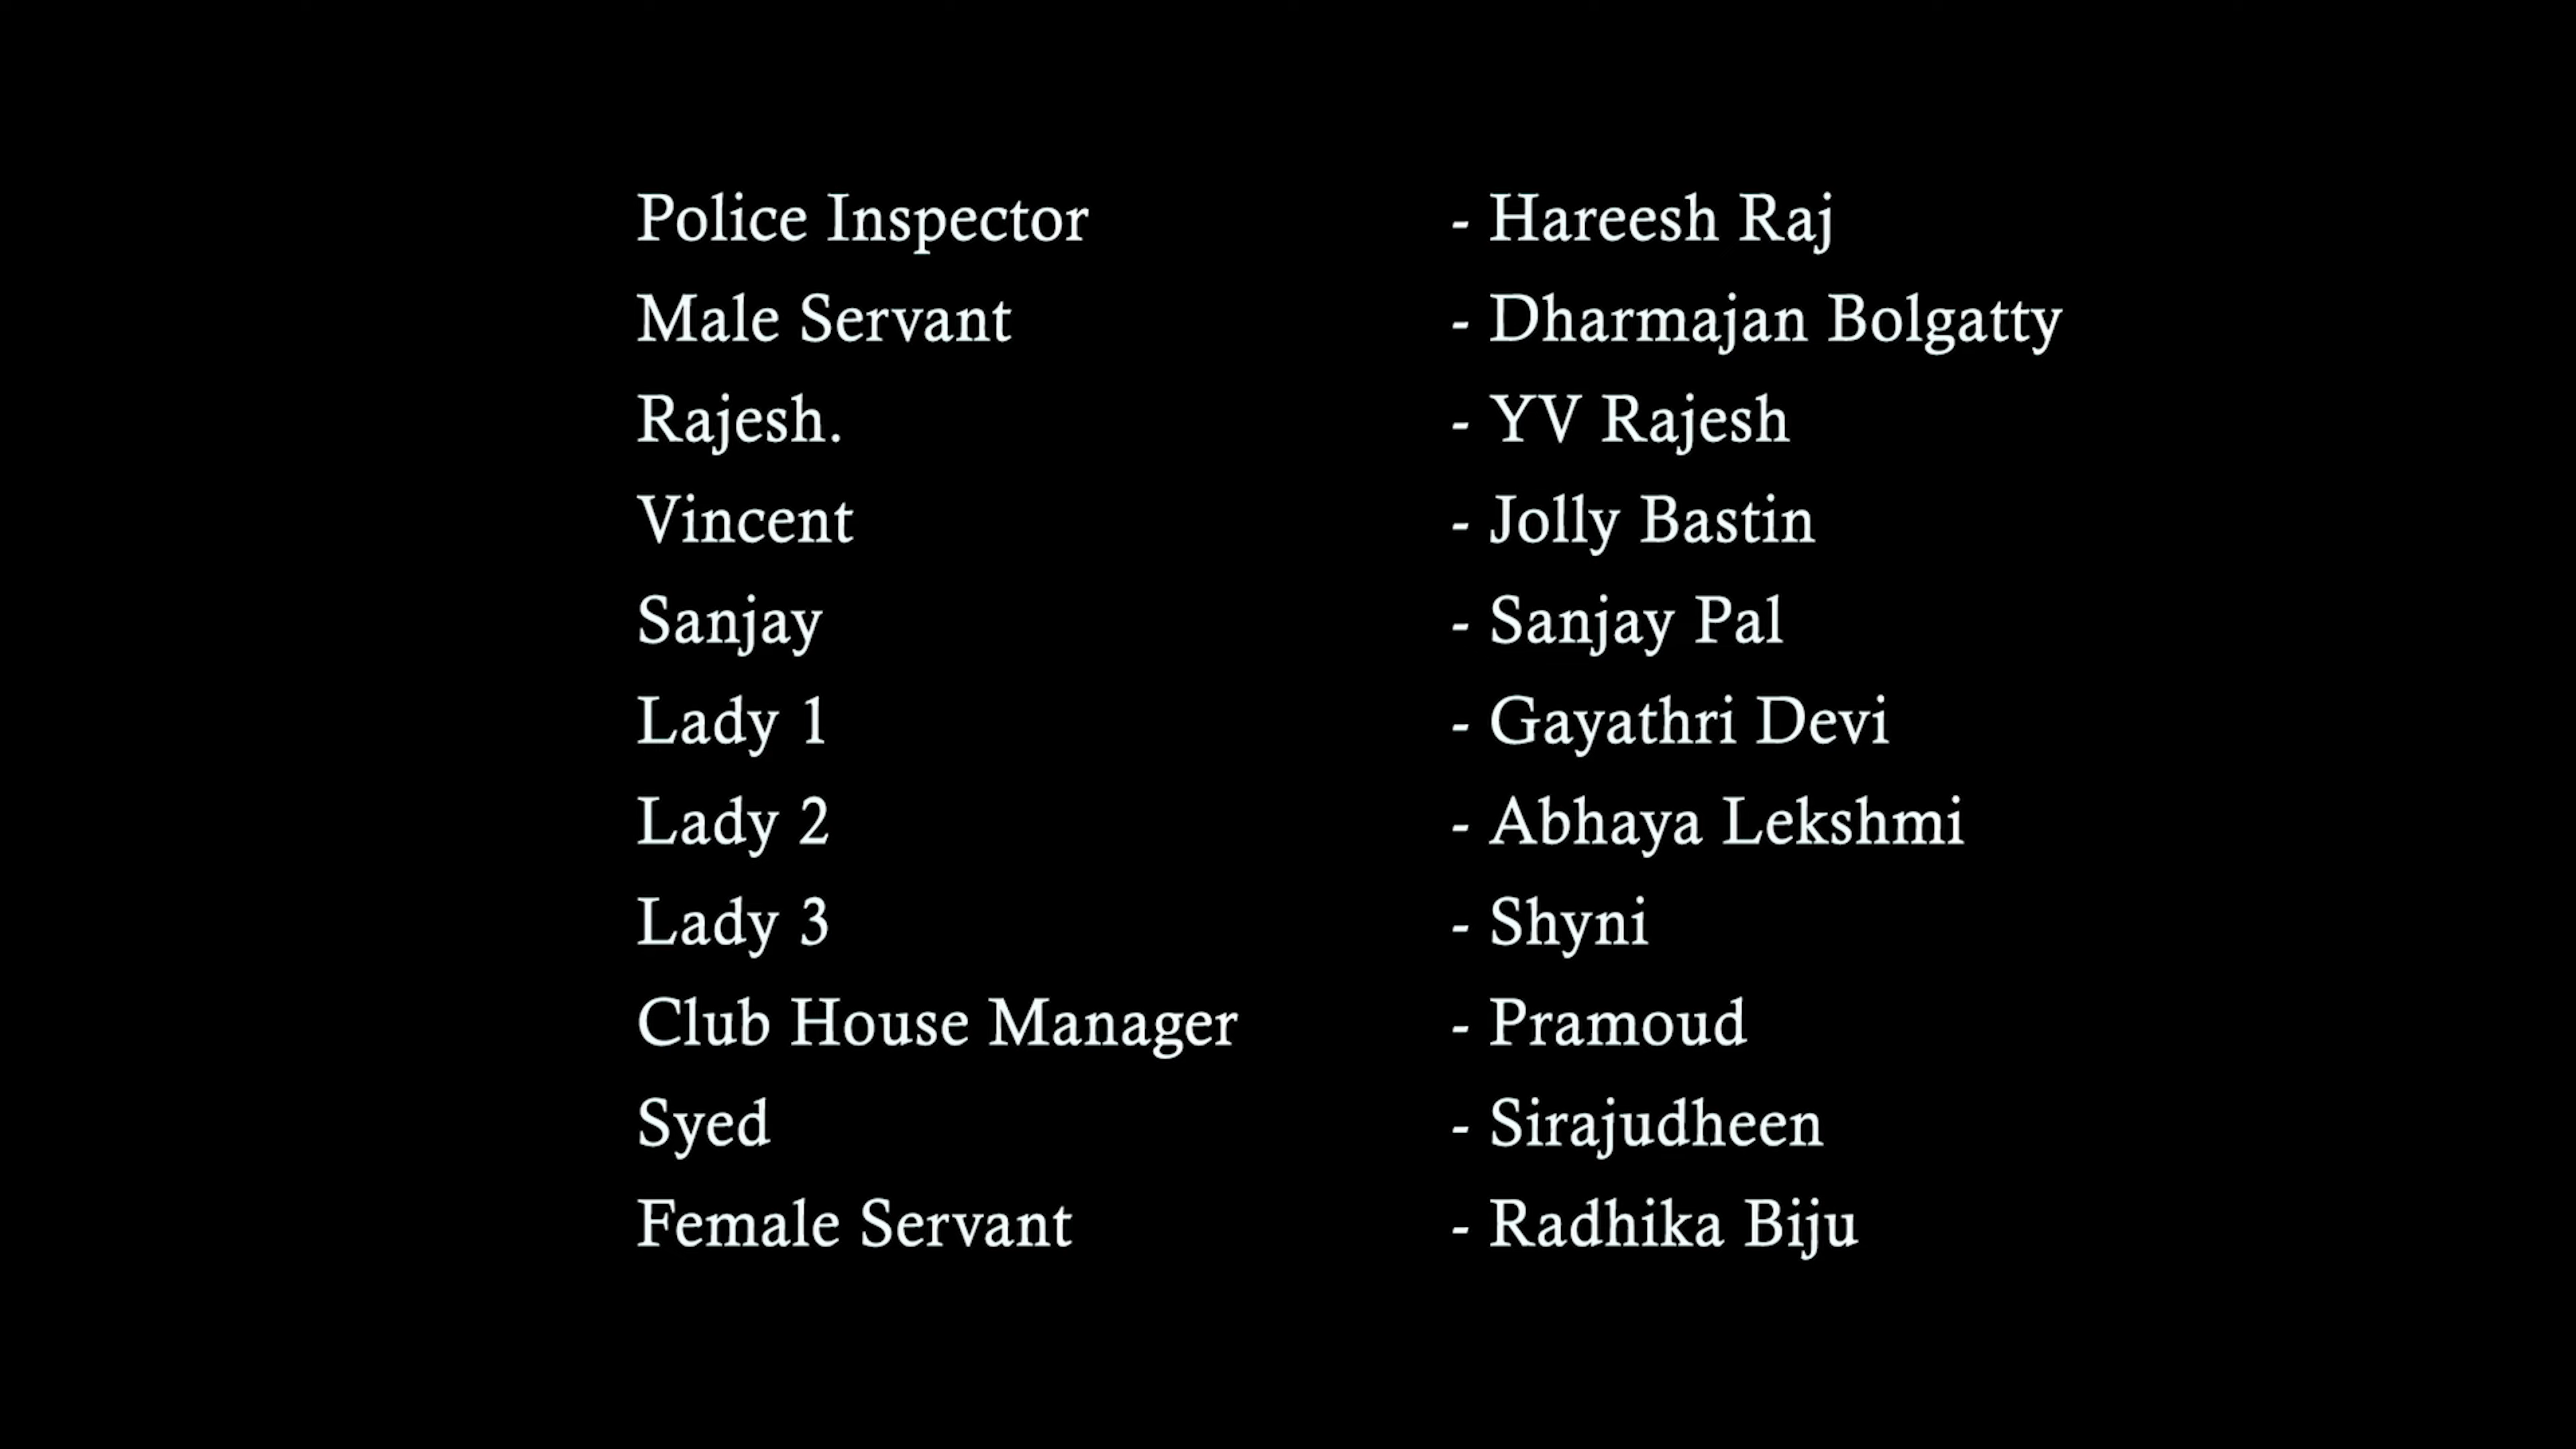 Police Inspector - Hareesh Raj
Male Servant - Dharmajan Bolgatty
Rajesh. - YV Rajesh
Vincent - Jolly Bastin
Sanjay - Sanjay Pal
Lady 1 - Gayathri Devi
Lady 2 - Abhaya Lekshmi
Lady 3 - Shyni
Club House Manager - Pramoud
Syed - Sirajudheen
Female Servant - Radhika Biju